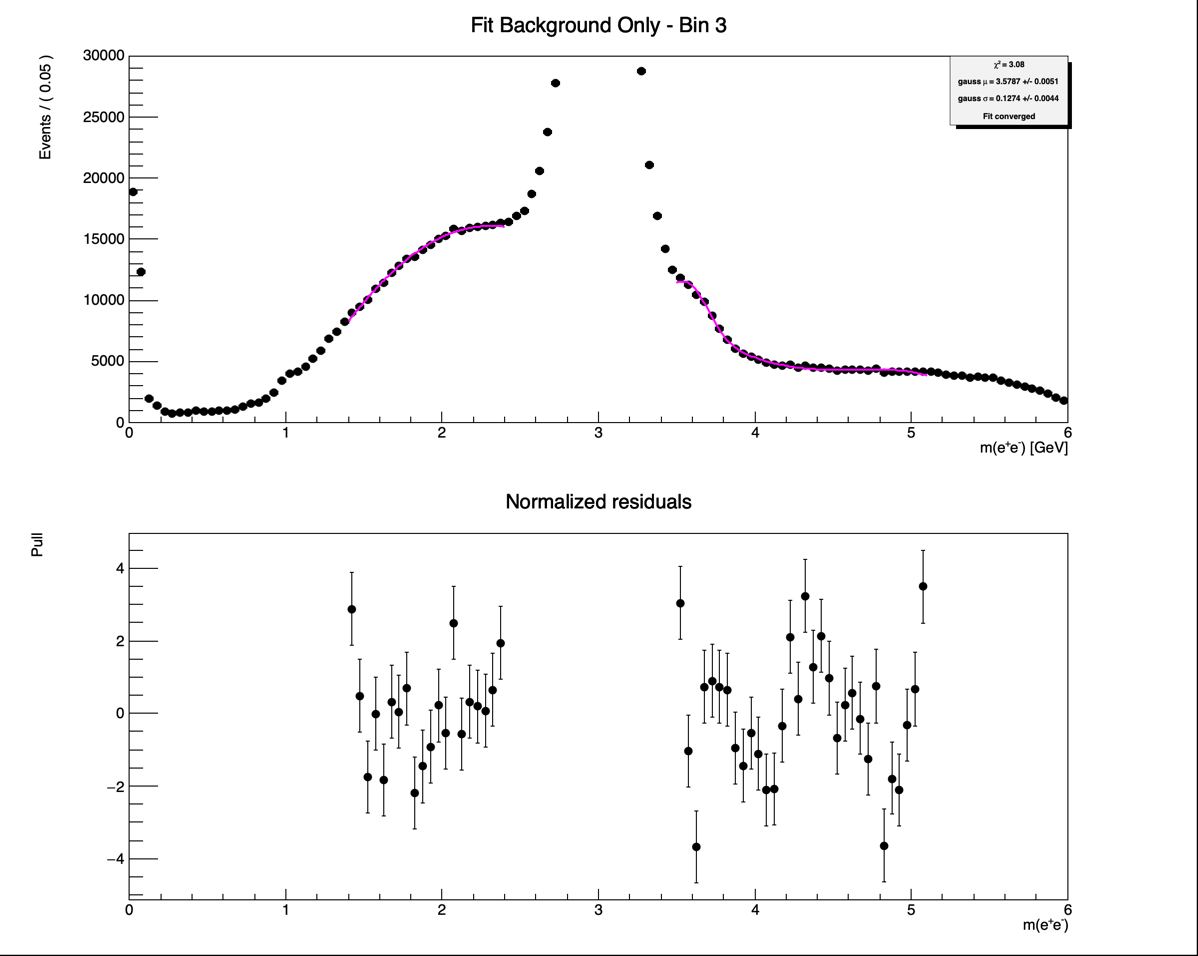 Fit Background Only - Bin 3
Events / ( 0.05 )
30000
25000
20000
15000
10000
5000
0
χ² = 3.08
gauss μ = 3.5787 +/- 0.0051
gauss σ = 0.1274 +/- 0.0044
Fit converged
0 1 2 3 4 5 6
m(e⁺e⁻) [GeV]
Normalized residuals
Pull
4
2
0
−2
−4
0 1 2 3 4 5 6
m(e⁺e⁻)